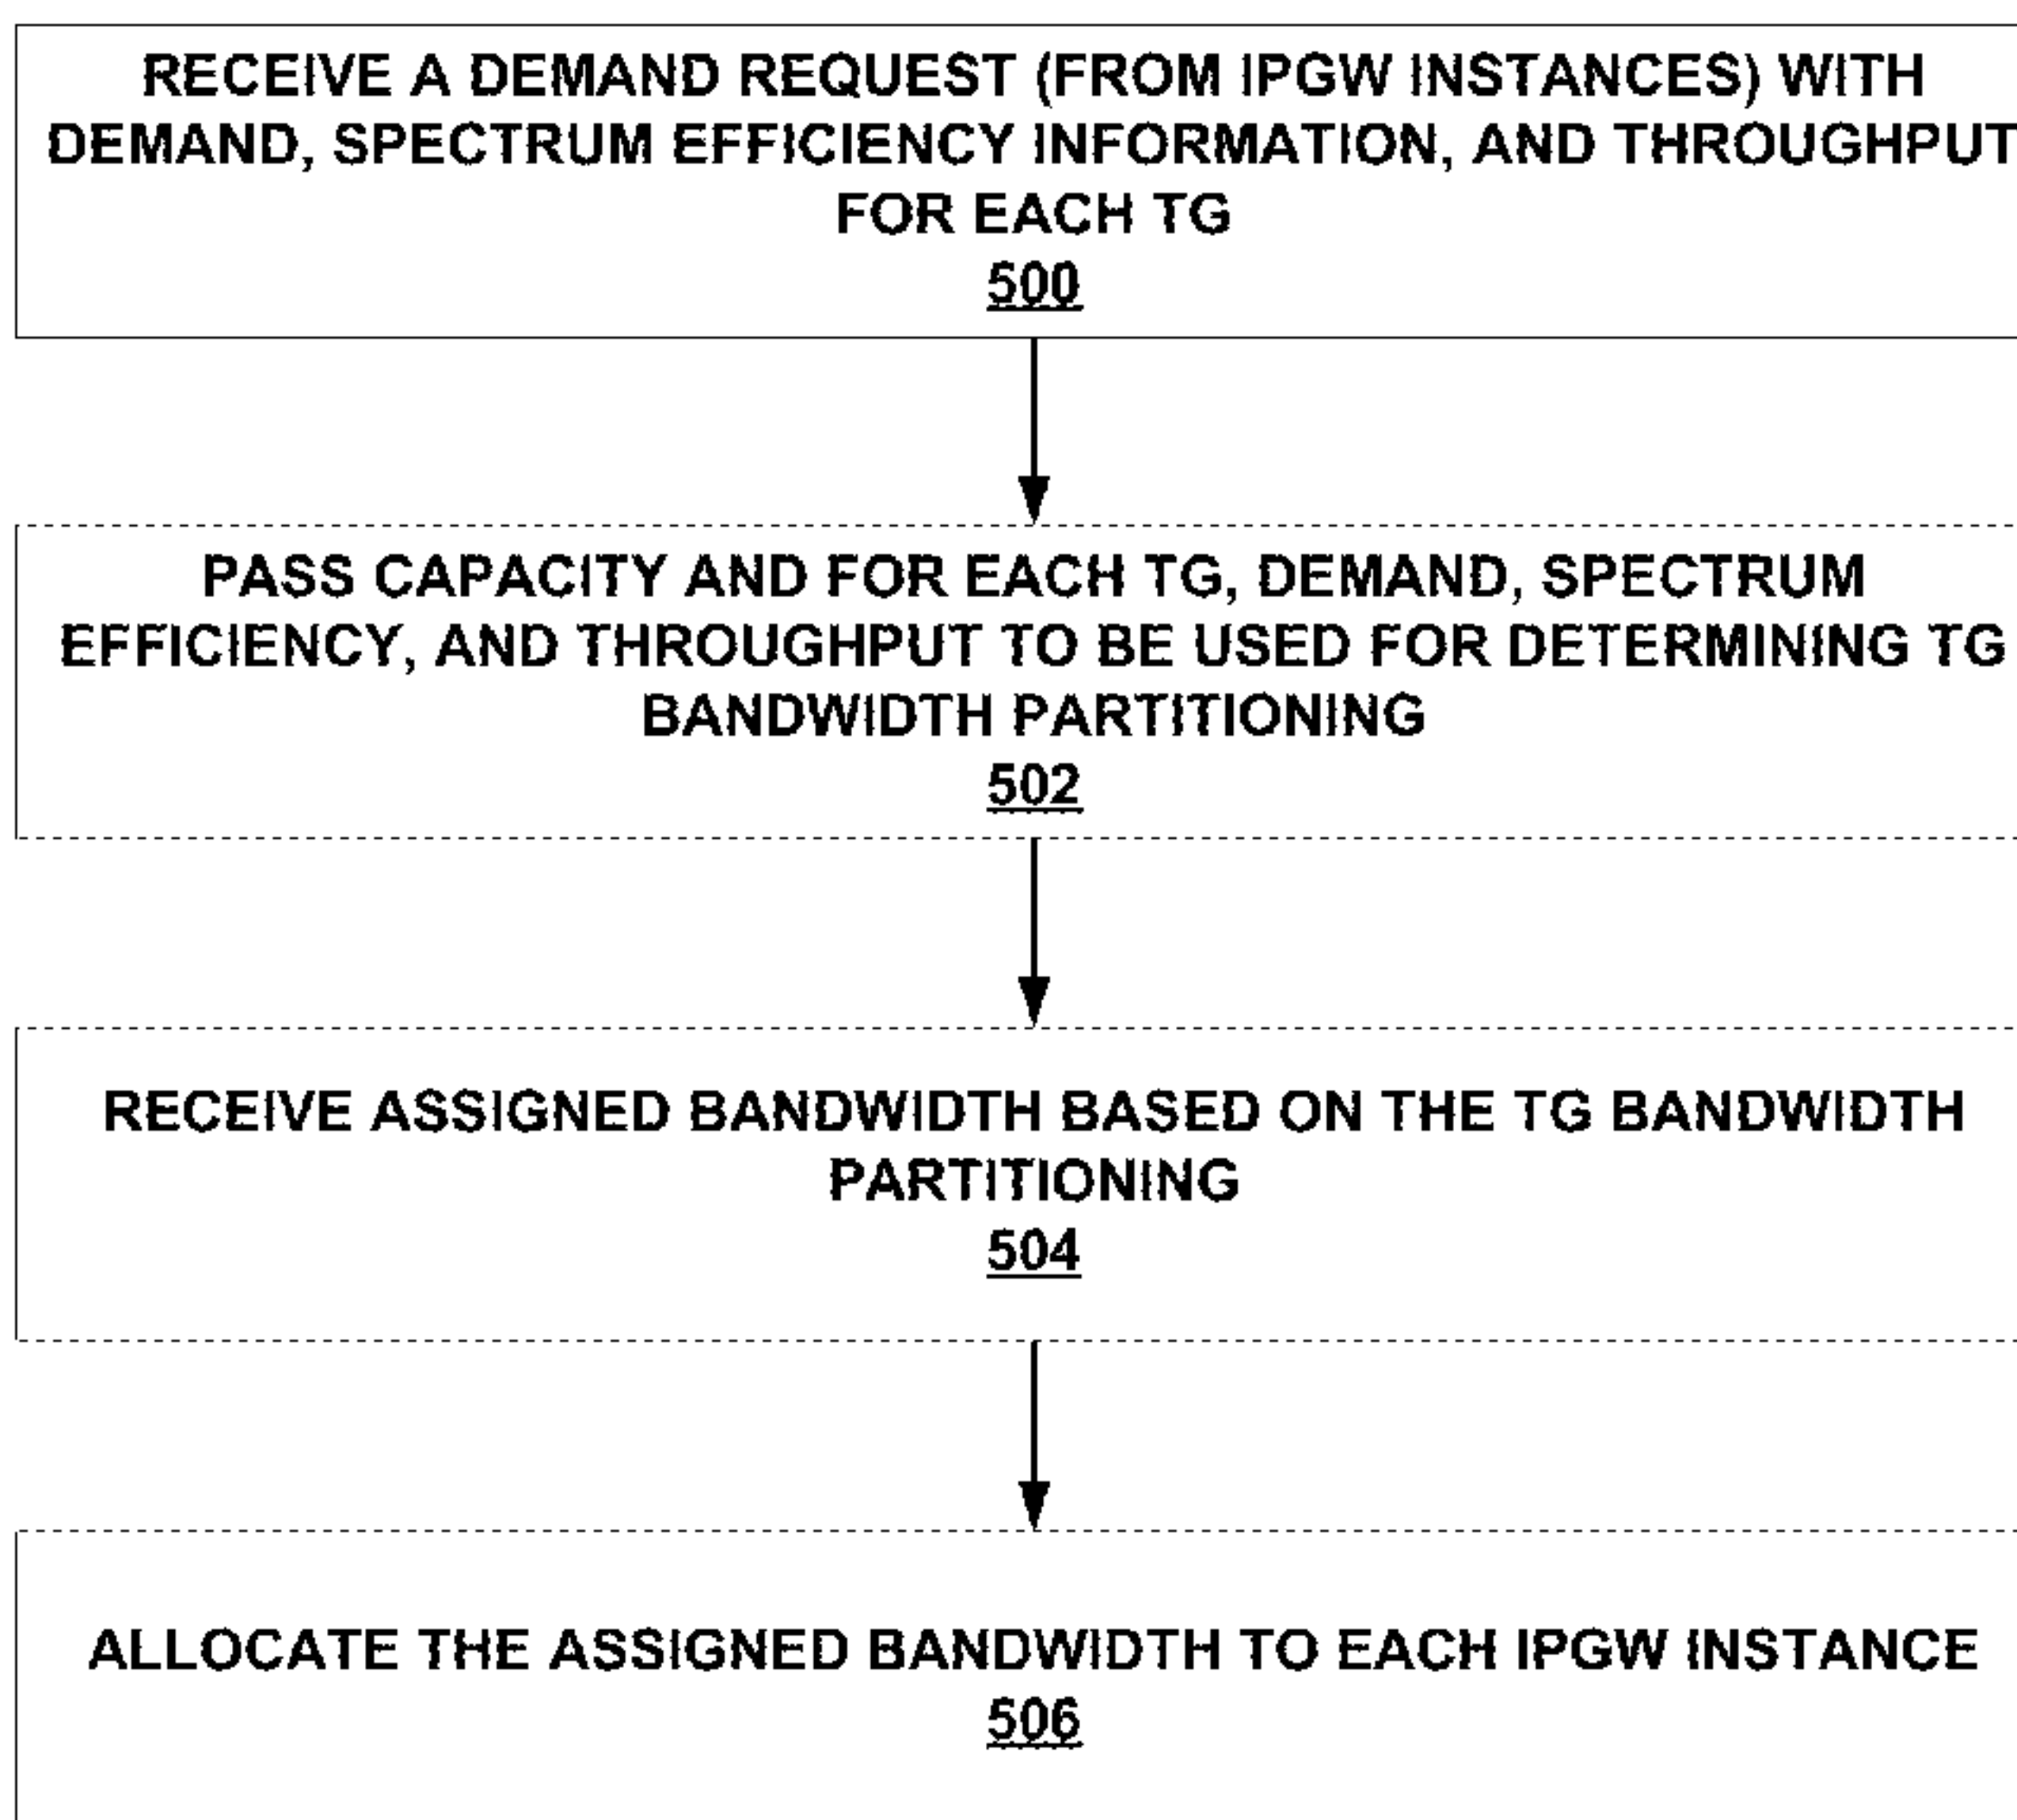 RECEIVE A DEMAND REQUEST (FROM IPGW INSTANCES) WITH
DEMAND, SPECTRUM EFFICIENCY INFORMATION, AND THROUGHPUT
FOR EACH TG
500
PASS CAPACITY AND FOR EACH TG, DEMAND, SPECTRUM
EFFICIENCY, AND THROUGHPUT TO BE USED FOR DETERMINING TG
BANDWIDTH PARTITIONING
502
RECEIVE ASSIGNED BANDWIDTH BASED ON THE TG BANDWIDTH
PARTITIONING
504
ALLOCATE THE ASSIGNED BANDWIDTH TO EACH IPGW INSTANCE
506